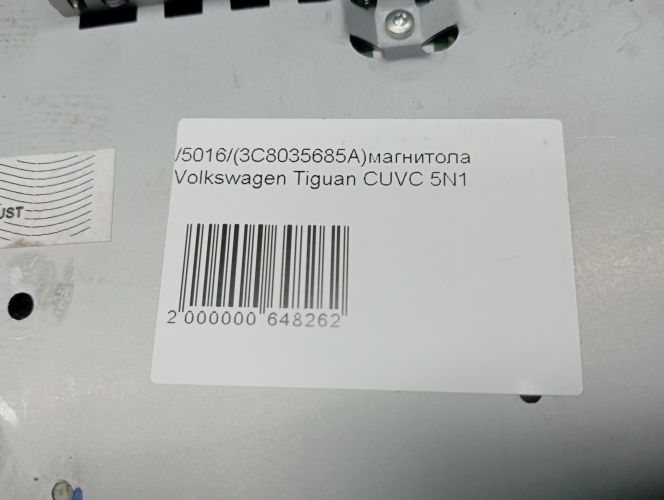 /5016/(3C8035685A)магнитола
Volkswagen Tiguan CUVC 5N1
UST
2 000000 648262